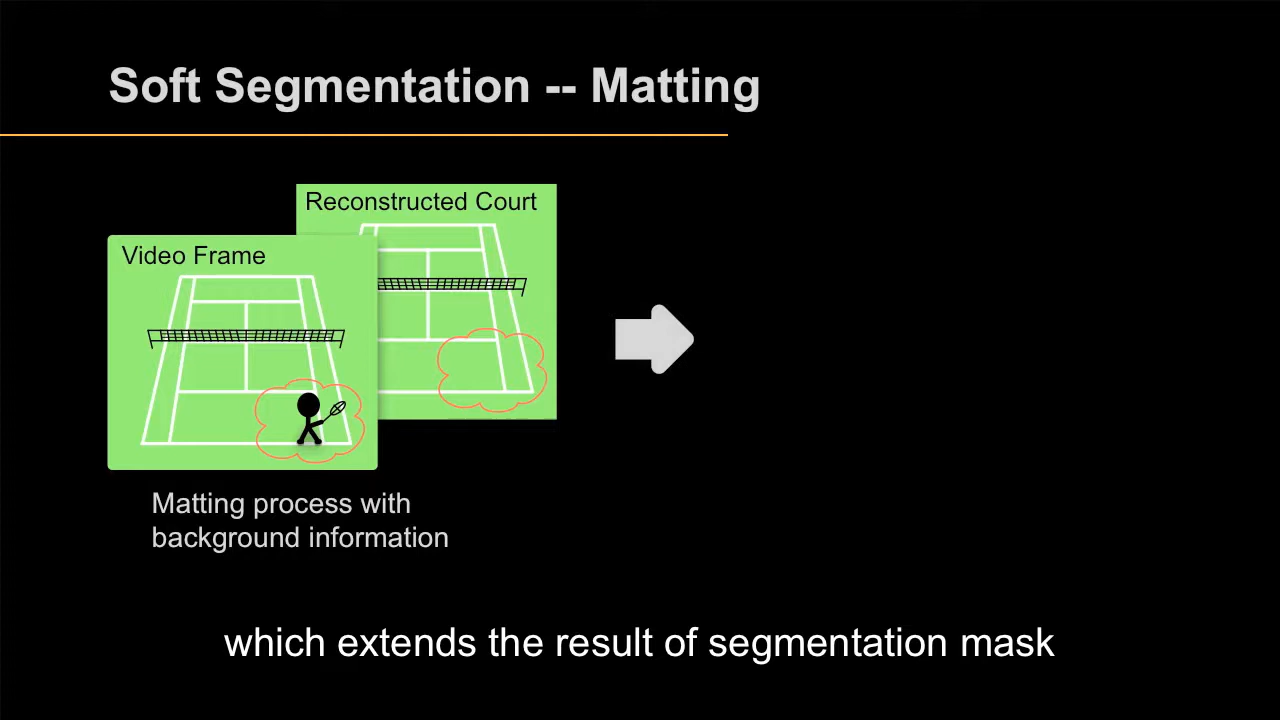 Soft Segmentation -- Matting
Reconstructed Court
Video Frame
Matting process with
background information
which extends the result of segmentation mask